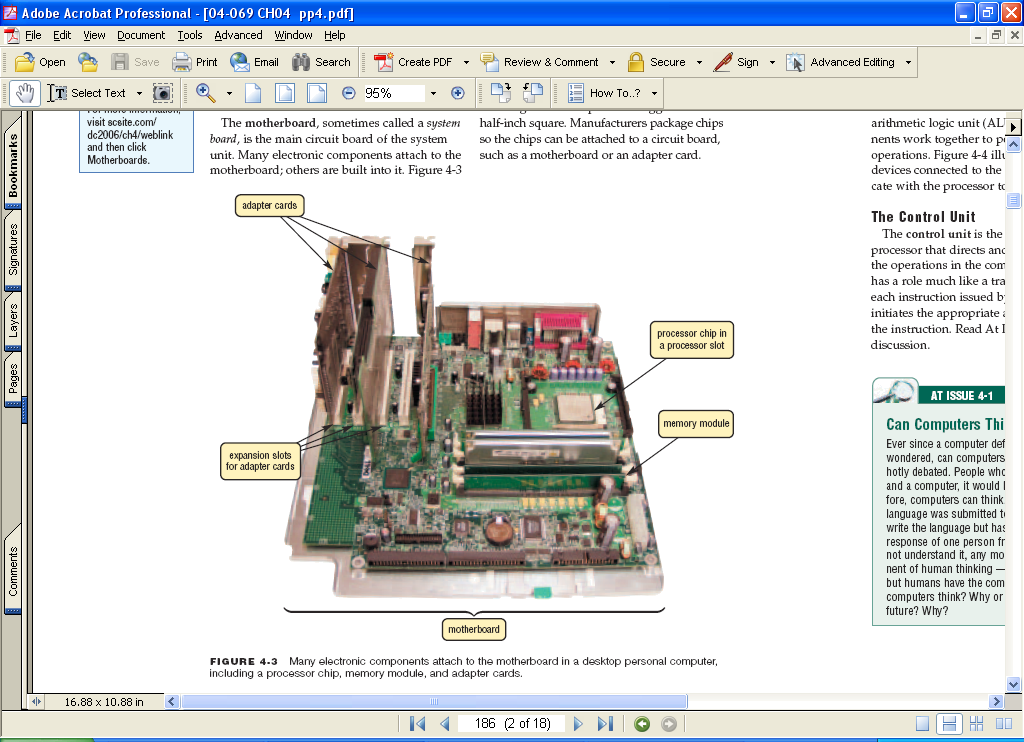 Adobe Acrobat Professional - [04-069 CH04 pp4.pdf]
File Edit View Document Tools Advanced Window Help
Open Save Print Email Search Create PDF Review & Comment Secure Sign Advanced Editing
Select Text 95% How To..?
Bookmarks
Signatures
Layers
Pages
Comments
For more information,
visit scsite.com/
dc2006/ch4/weblink
and then click
Motherboards.
The motherboard, sometimes called a system
board, is the main circuit board of the system
unit. Many electronic components attach to the
motherboard; others are built into it. Figure 4-3
half-inch square. Manufacturers package chips
so the chips can be attached to a circuit board,
such as a motherboard or an adapter card.
adapter cards
processor chip in
a processor slot
memory module
expansion slots
for adapter cards
motherboard
FIGURE 4-3 Many electronic components attach to the motherboard in a desktop personal computer,
including a processor chip, memory module, and adapter cards.
arithmetic logic unit (AL
nents work together to p
operations. Figure 4-4 ill
devices connected to the
cate with the processor t
The Control Unit
The control unit is the
processor that directs and
the operations in the com
has a role much like a tra
each instruction issued b
initiates the appropriate a
the instruction. Read At I
discussion.
AT ISSUE 4-1
Can Computers Thi
Ever since a computer def
wondered, can computers
hotly debated. People who
and a computer, it would l
fore, computers can think.
language was submitted t
write the language but has
response of one person fr
not understand it, any mo
nent of human thinking —
but humans have the com
computers think? Why or
future? Why?
16.88 x 10.88 in
186 (2 of 18)